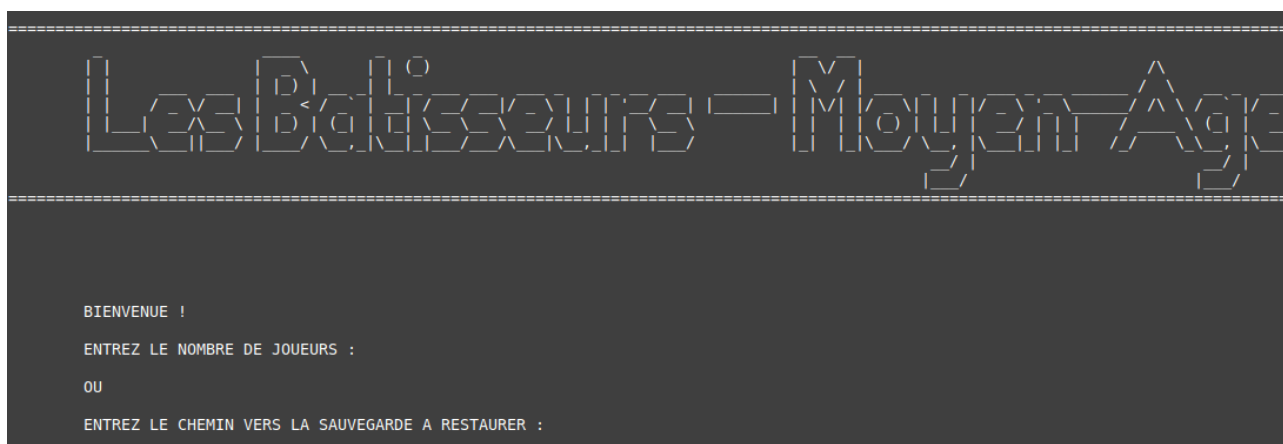 Les Batisseurs - Moyen-Age
BIENVENUE !
ENTREZ LE NOMBRE DE JOUEURS :
OU
ENTREZ LE CHEMIN VERS LA SAUVEGARDE A RESTAURER :